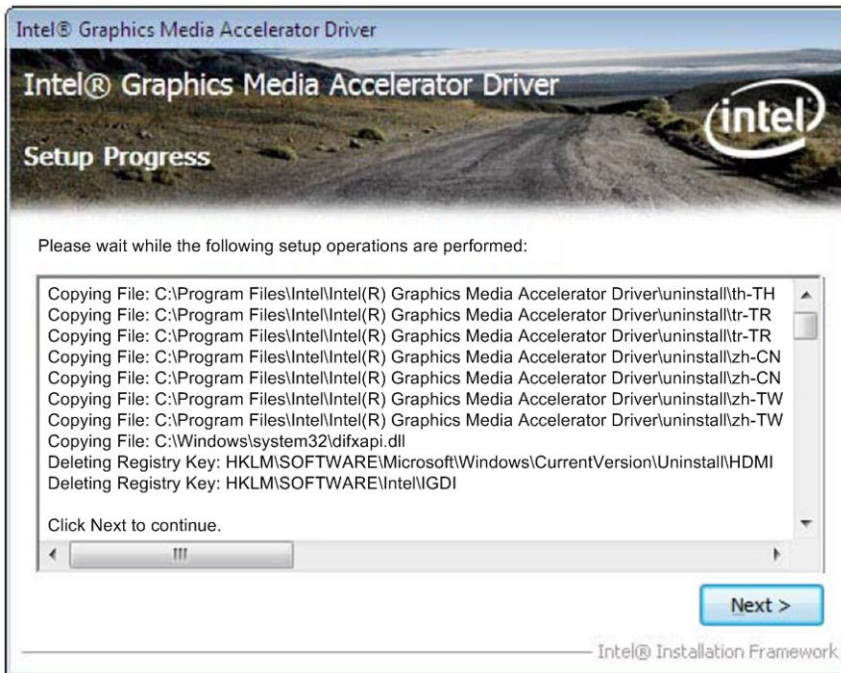 Intel® Graphics Media Accelerator Driver
Intel® Graphics Media Accelerator Driver
intel
Setup Progress
Please wait while the following setup operations are performed:
Copying File: C:\Program Files\Intel\Intel(R) Graphics Media Accelerator Driver\uninstall\th-TH
Copying File: C:\Program Files\Intel\Intel(R) Graphics Media Accelerator Driver\uninstall\tr-TR
Copying File: C:\Program Files\Intel\Intel(R) Graphics Media Accelerator Driver\uninstall\tr-TR
Copying File: C:\Program Files\Intel\Intel(R) Graphics Media Accelerator Driver\uninstall\zh-CN
Copying File: C:\Program Files\Intel\Intel(R) Graphics Media Accelerator Driver\uninstall\zh-CN
Copying File: C:\Program Files\Intel\Intel(R) Graphics Media Accelerator Driver\uninstall\zh-TW
Copying File: C:\Program Files\Intel\Intel(R) Graphics Media Accelerator Driver\uninstall\zh-TW
Copying File: C:\Windows\system32\difxapi.dll
Deleting Registry Key: HKLM\SOFTWARE\Microsoft\Windows\CurrentVersion\Uninstall\HDMI
Deleting Registry Key: HKLM\SOFTWARE\Intel\IGDI
Click Next to continue.
Next >
Intel® Installation Framework